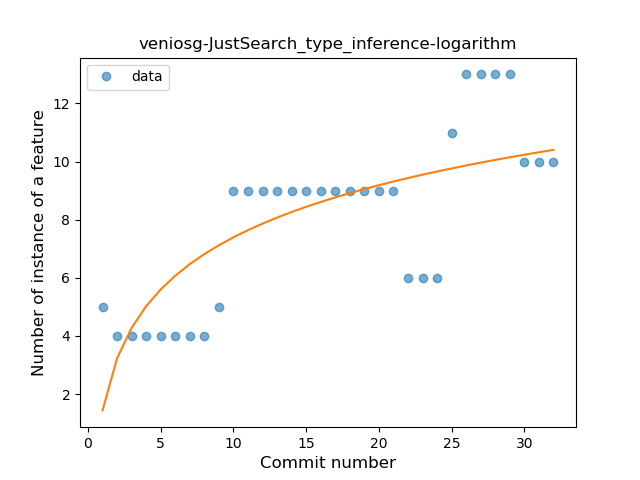 veniosg-JustSearch_type_inference-logarithm
data
Number of instance of a feature
12
10
8
6
4
2
0 5 10 15 20 25 30
Commit number